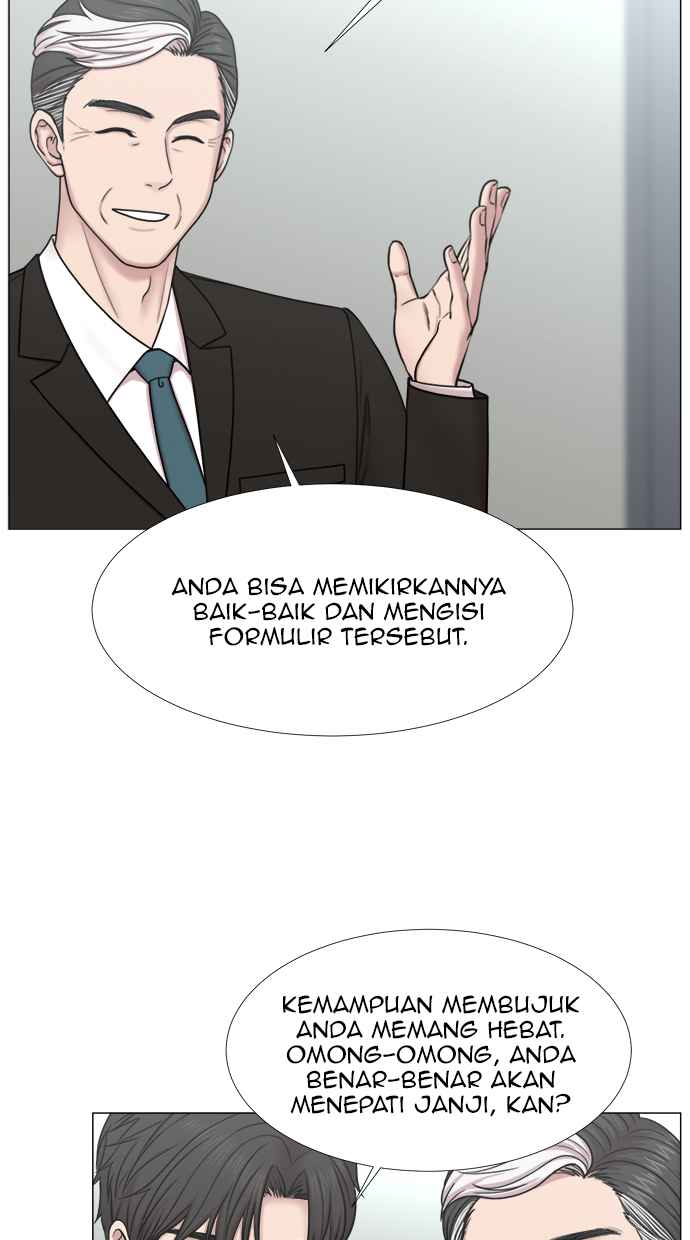 ANDA BISA MEMIKIRKANNYA
BAIK-BAIK DAN MENGISI
FORMULIR TERSEBUT.
KEMAMPUAN MEMBUJUK
ANDA MEMANG HEBAT.
OMONG-OMONG, ANDA
BENAR-BENAR AKAN
MENEPATI JANJI, KAN?